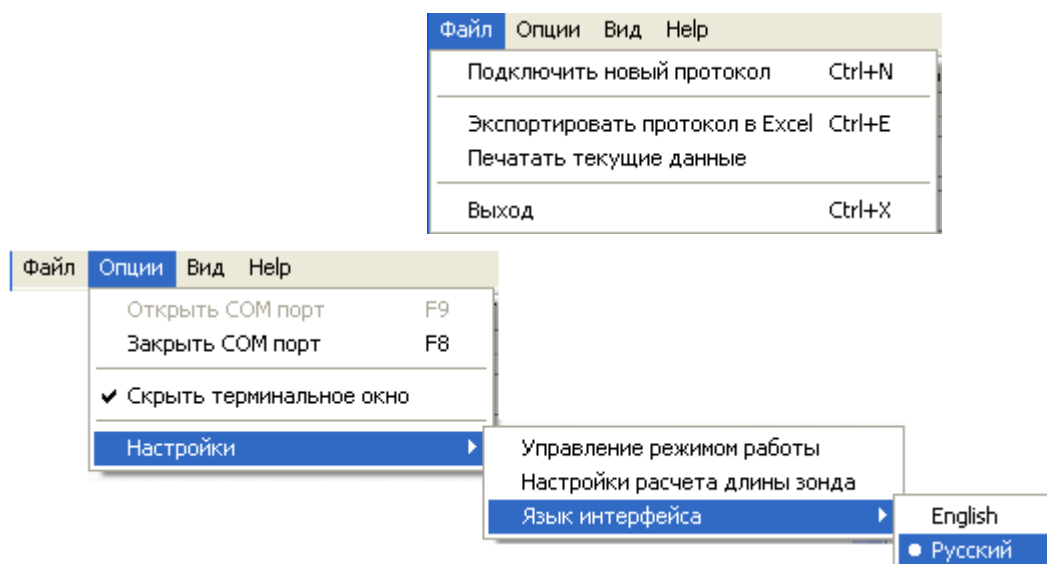 Файл Опции Вид Help
Подключить новый протокол Ctrl+N
Экспортировать протокол в Excel Ctrl+E
Печатать текущие данные
Выход Ctrl+X
Файл Опции Вид Help
Открыть COM порт F9
Закрыть COM порт F8
Скрыть терминальное окно
Настройки
Управление режимом работы
Настройки расчета длины зонда
Язык интерфейса
English
Русский